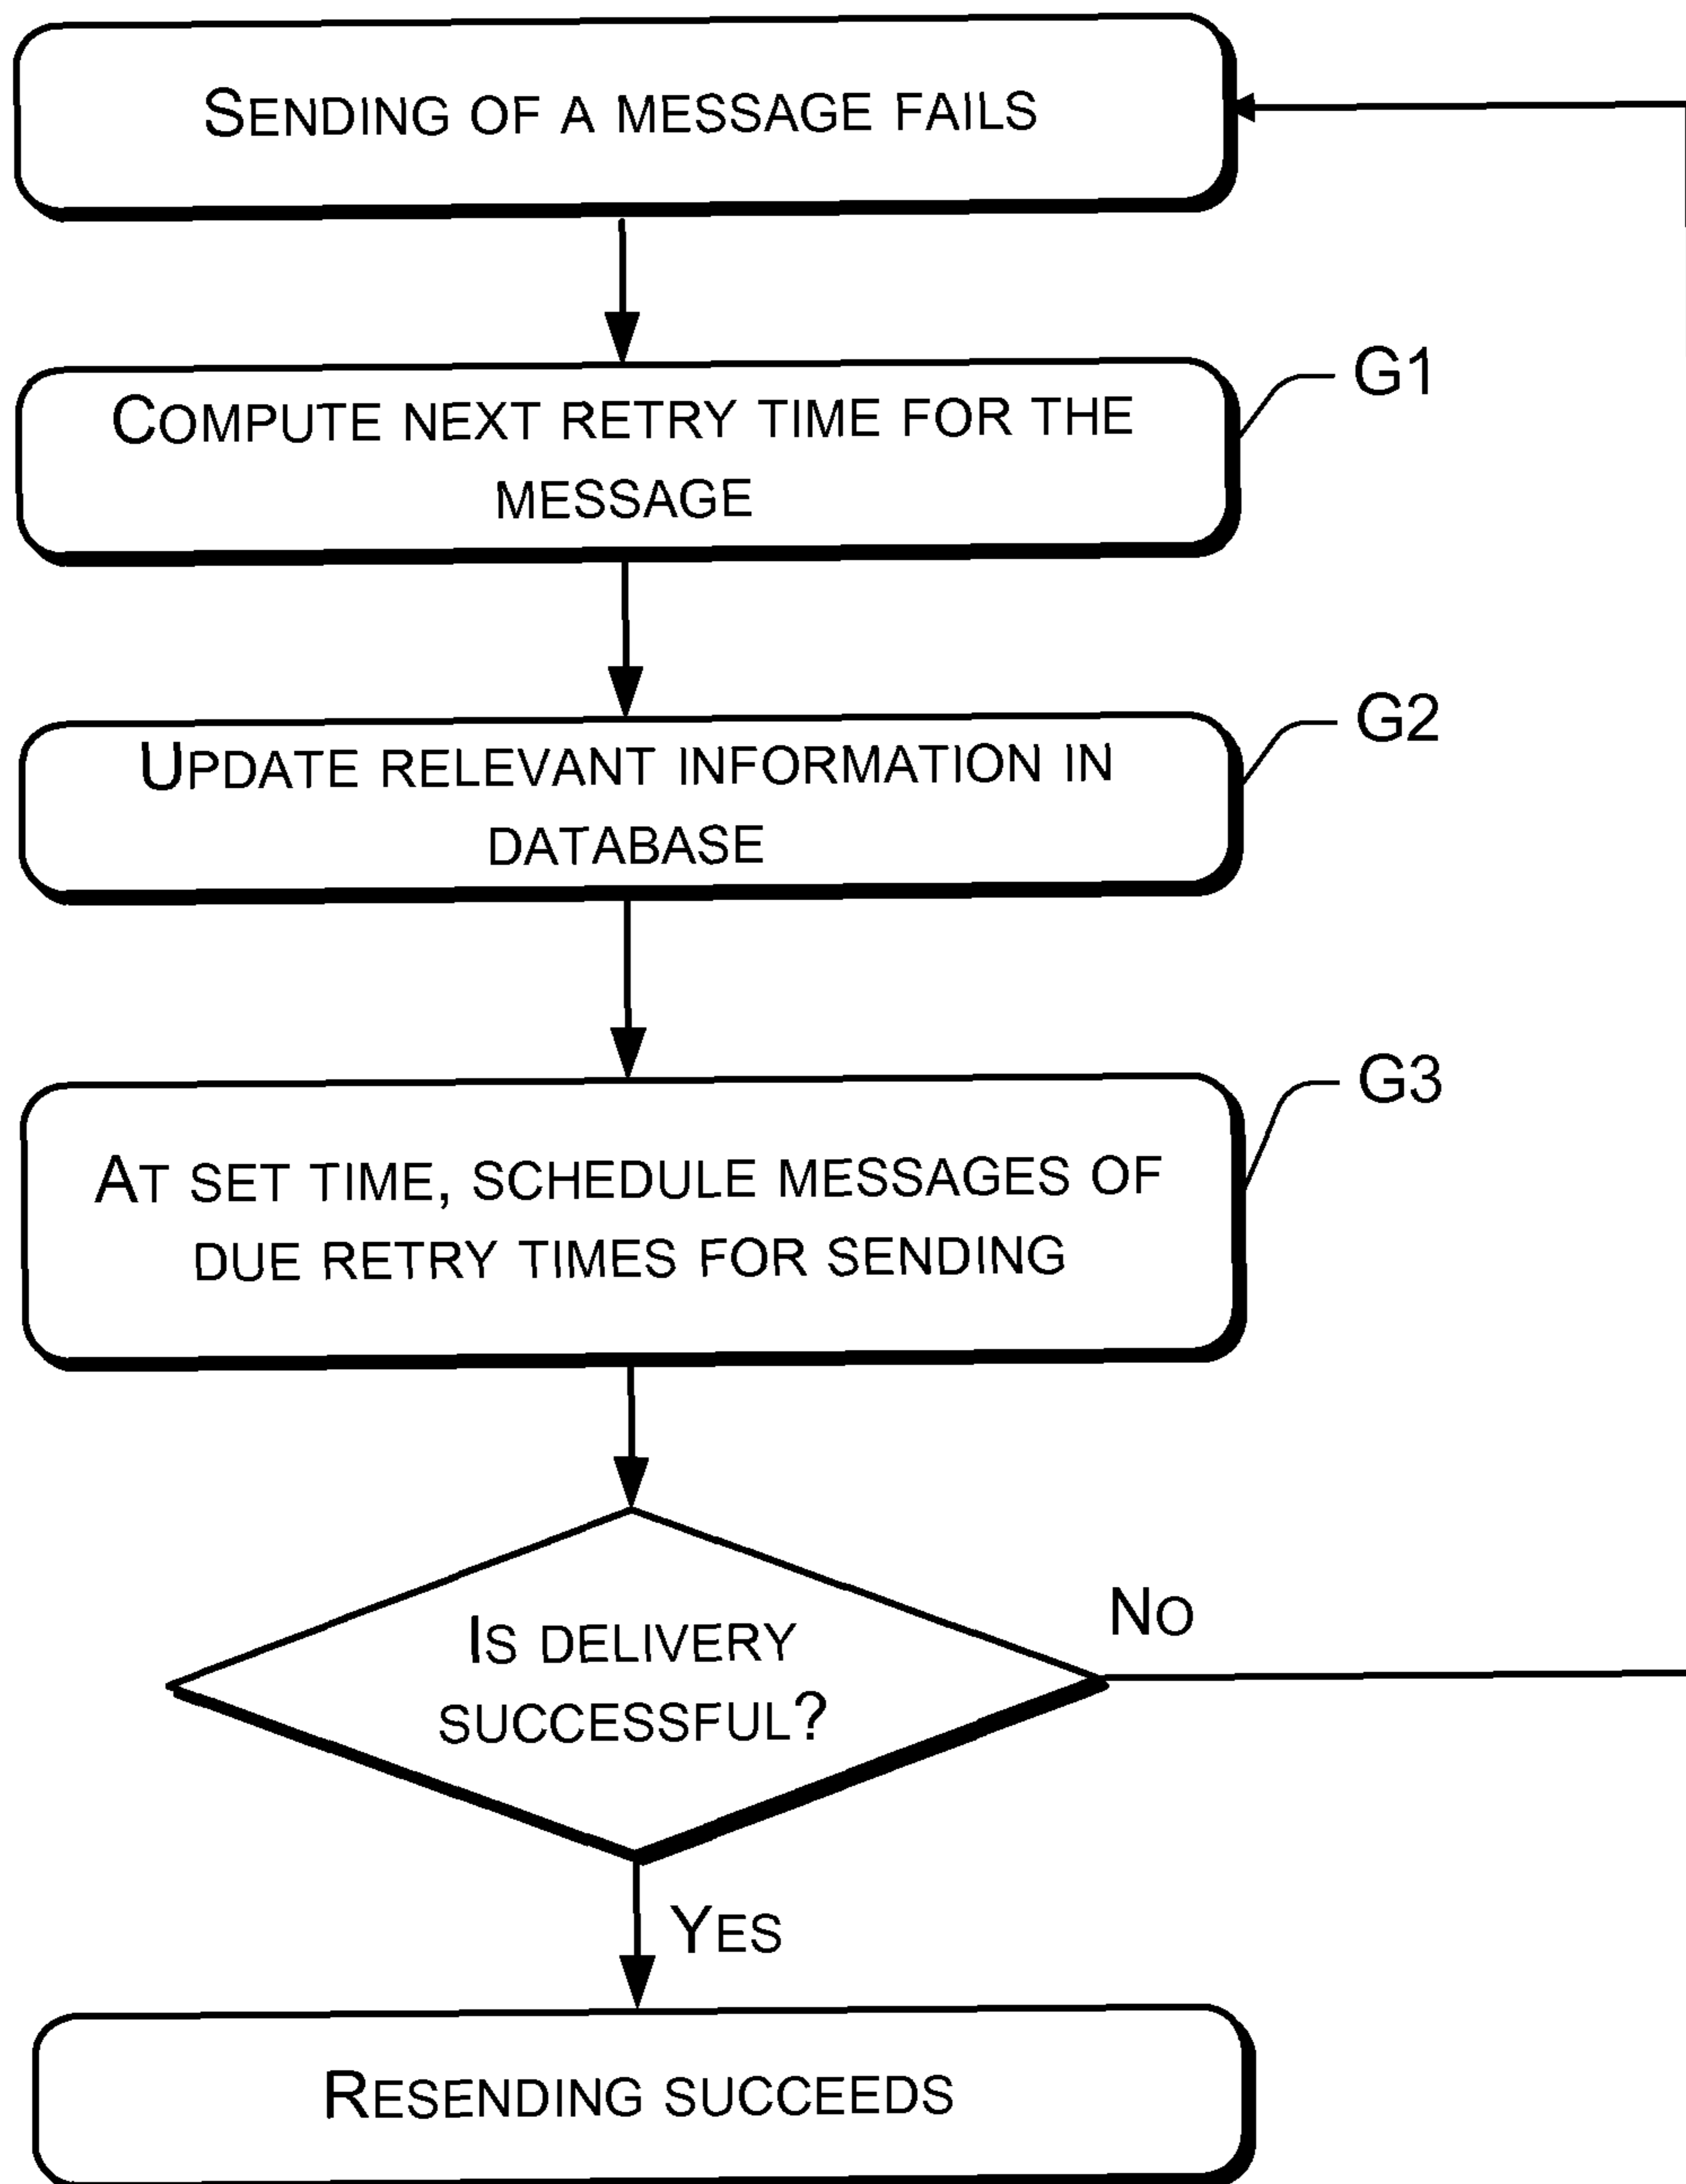 SENDING OF A MESSAGE FAILS
COMPUTE NEXT RETRY TIME FOR THE
MESSAGE
G1
UPDATE RELEVANT INFORMATION IN
DATABASE
G2
AT SET TIME, SCHEDULE MESSAGES OF
DUE RETRY TIMES FOR SENDING
G3
IS DELIVERY
SUCCESSFUL?
NO
YES
RESENDING SUCCEEDS